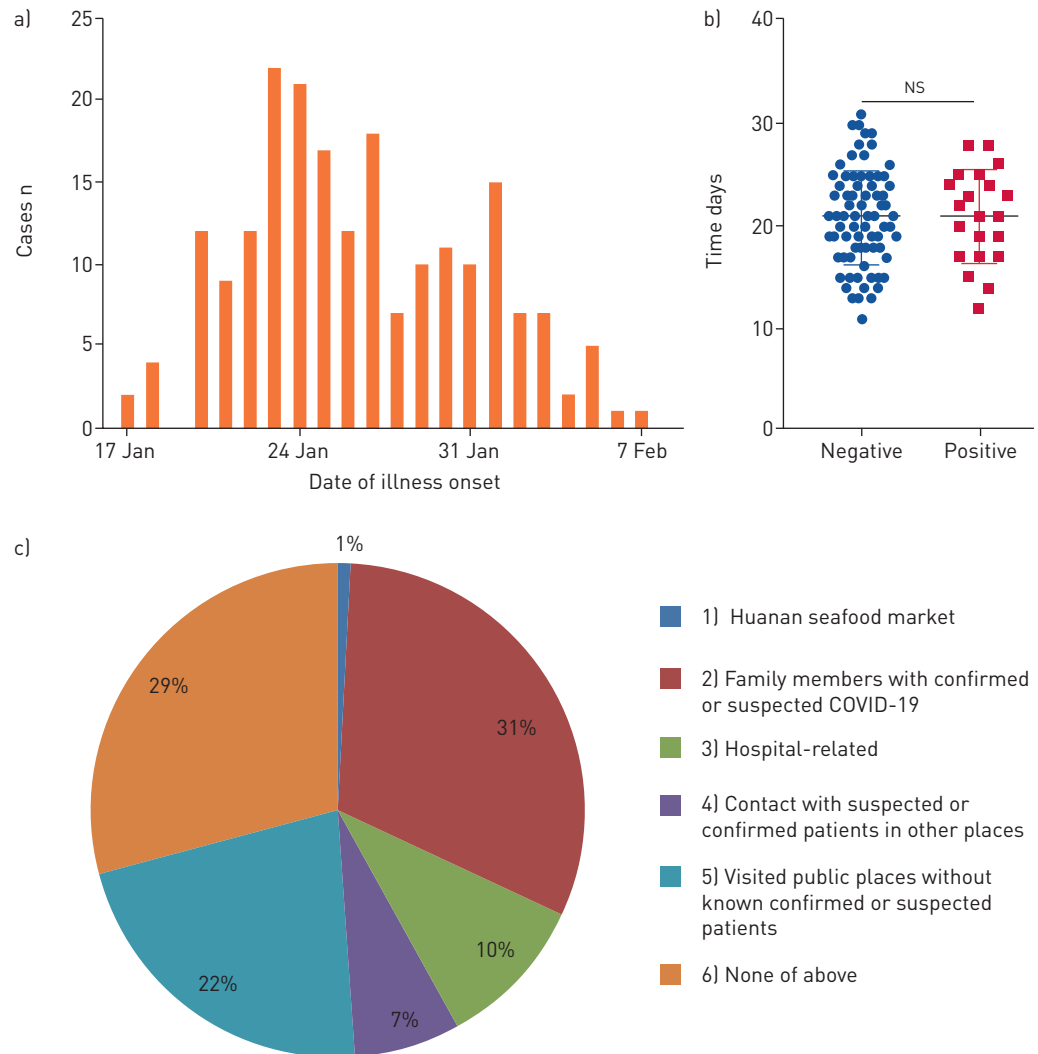 a)
25
20
15
10
5
0
Cases n
17 Jan
24 Jan
31 Jan
7 Feb
Date of illness onset
b)
40
30
20
10
0
Time days
NS
Negative
Positive
c)
1%
31%
10%
7%
22%
29%
1) Huanan seafood market
2) Family members with confirmed
or suspected COVID-19
3) Hospital-related
4) Contact with suspected or
confirmed patients in other places
5) Visited public places without
known confirmed or suspected
patients
6) None of above